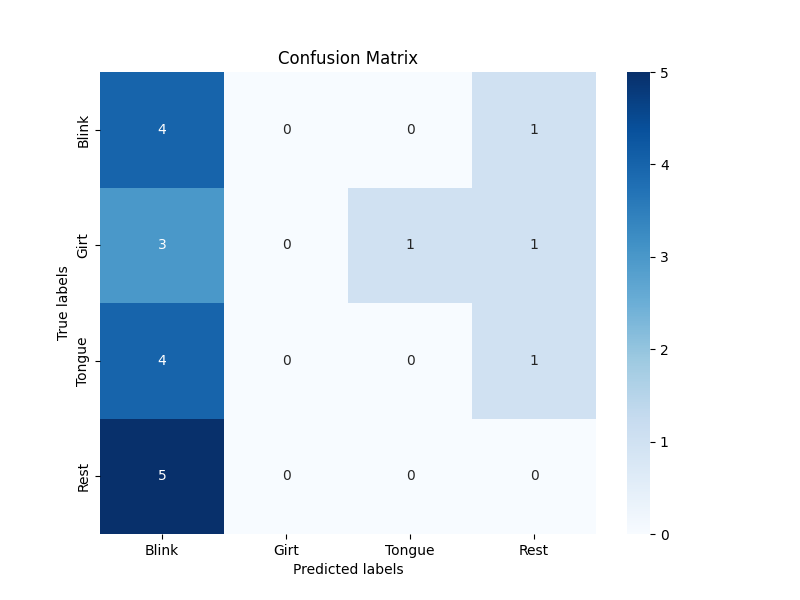 Confusion Matrix
True labels
Blink 4 0 0 1
Girt 3 0 1 1
Tongue 4 0 0 1
Rest 5 0 0 0
Blink Girt Tongue Rest
Predicted labels
5
4
3
2
1
0